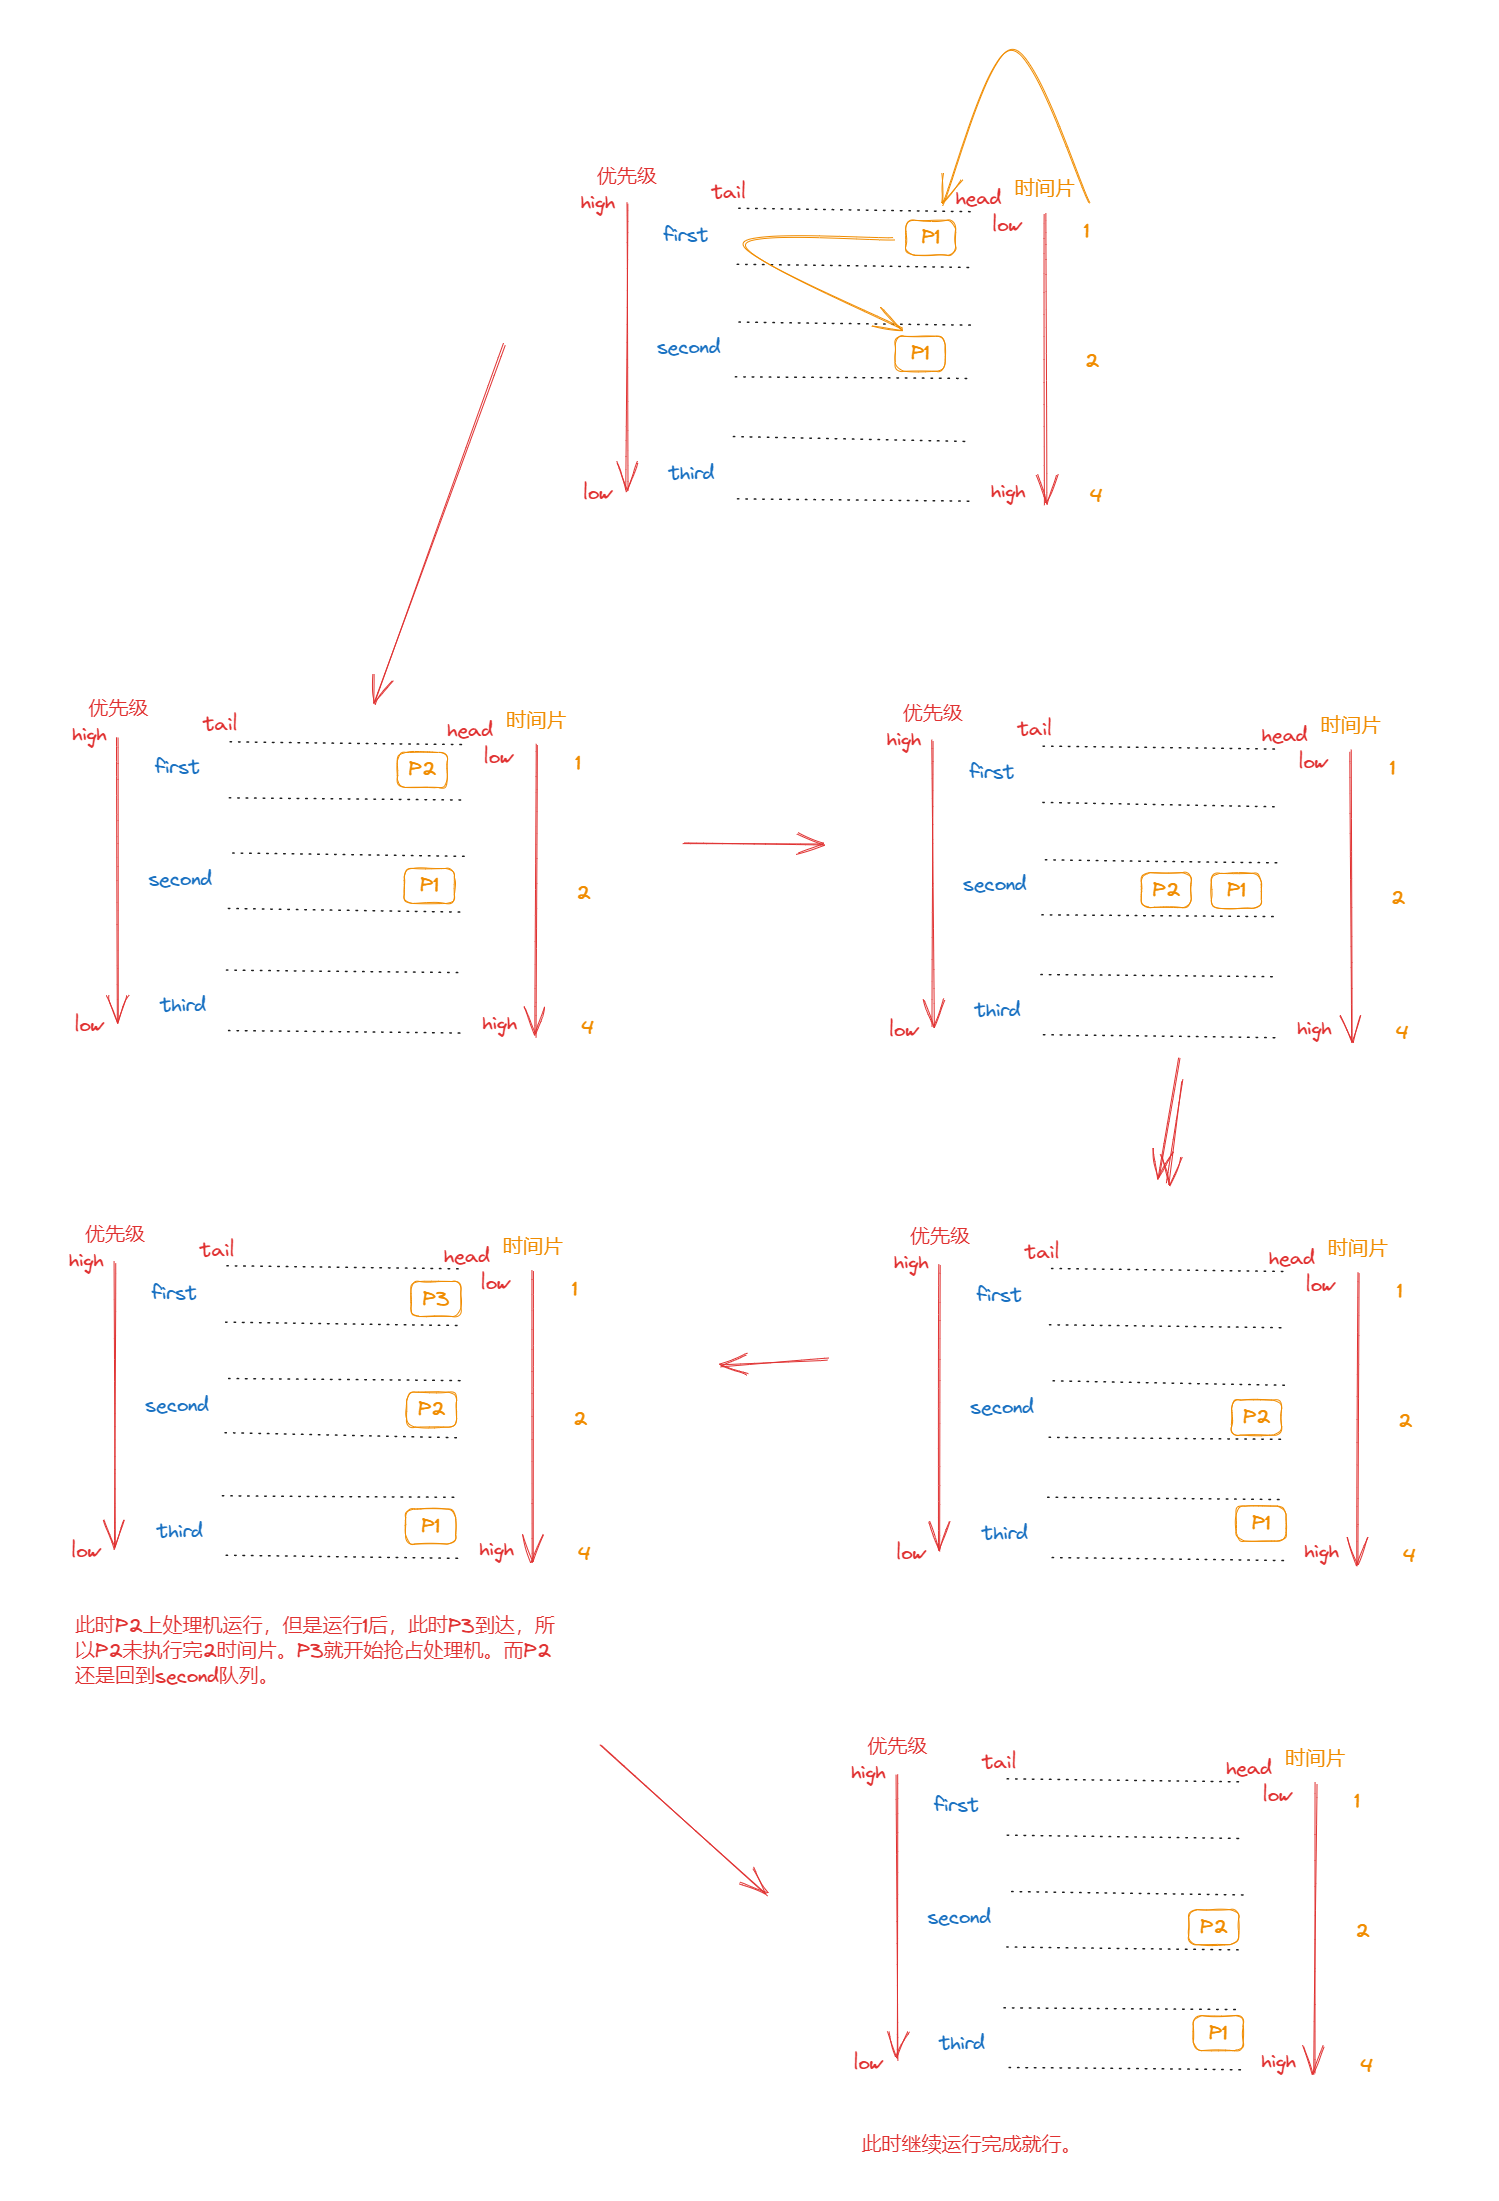 优先级
high
tail
head
时间片
low
first
P1
1
second
P1
2
third
low
high
4
优先级
high
tail
head
时间片
low
first
P2
1
second
P1
2
third
low
high
4
优先级
high
tail
head
时间片
low
first
1
second
P2
P1
2
third
low
high
4
优先级
high
tail
head
时间片
low
first
P3
1
second
P2
2
third
P1
low
high
4
此时P2上处理机运行，但是运行1后，此时P3到达，所
以P2未执行完2时间片。P3就开始抢占处理机。而P2
还是回到second队列。
优先级
high
tail
head
时间片
low
first
1
second
P2
2
third
P1
low
high
4
优先级
high
tail
head
时间片
low
first
1
second
P2
2
third
P1
low
high
4
此时继续运行完成就行。